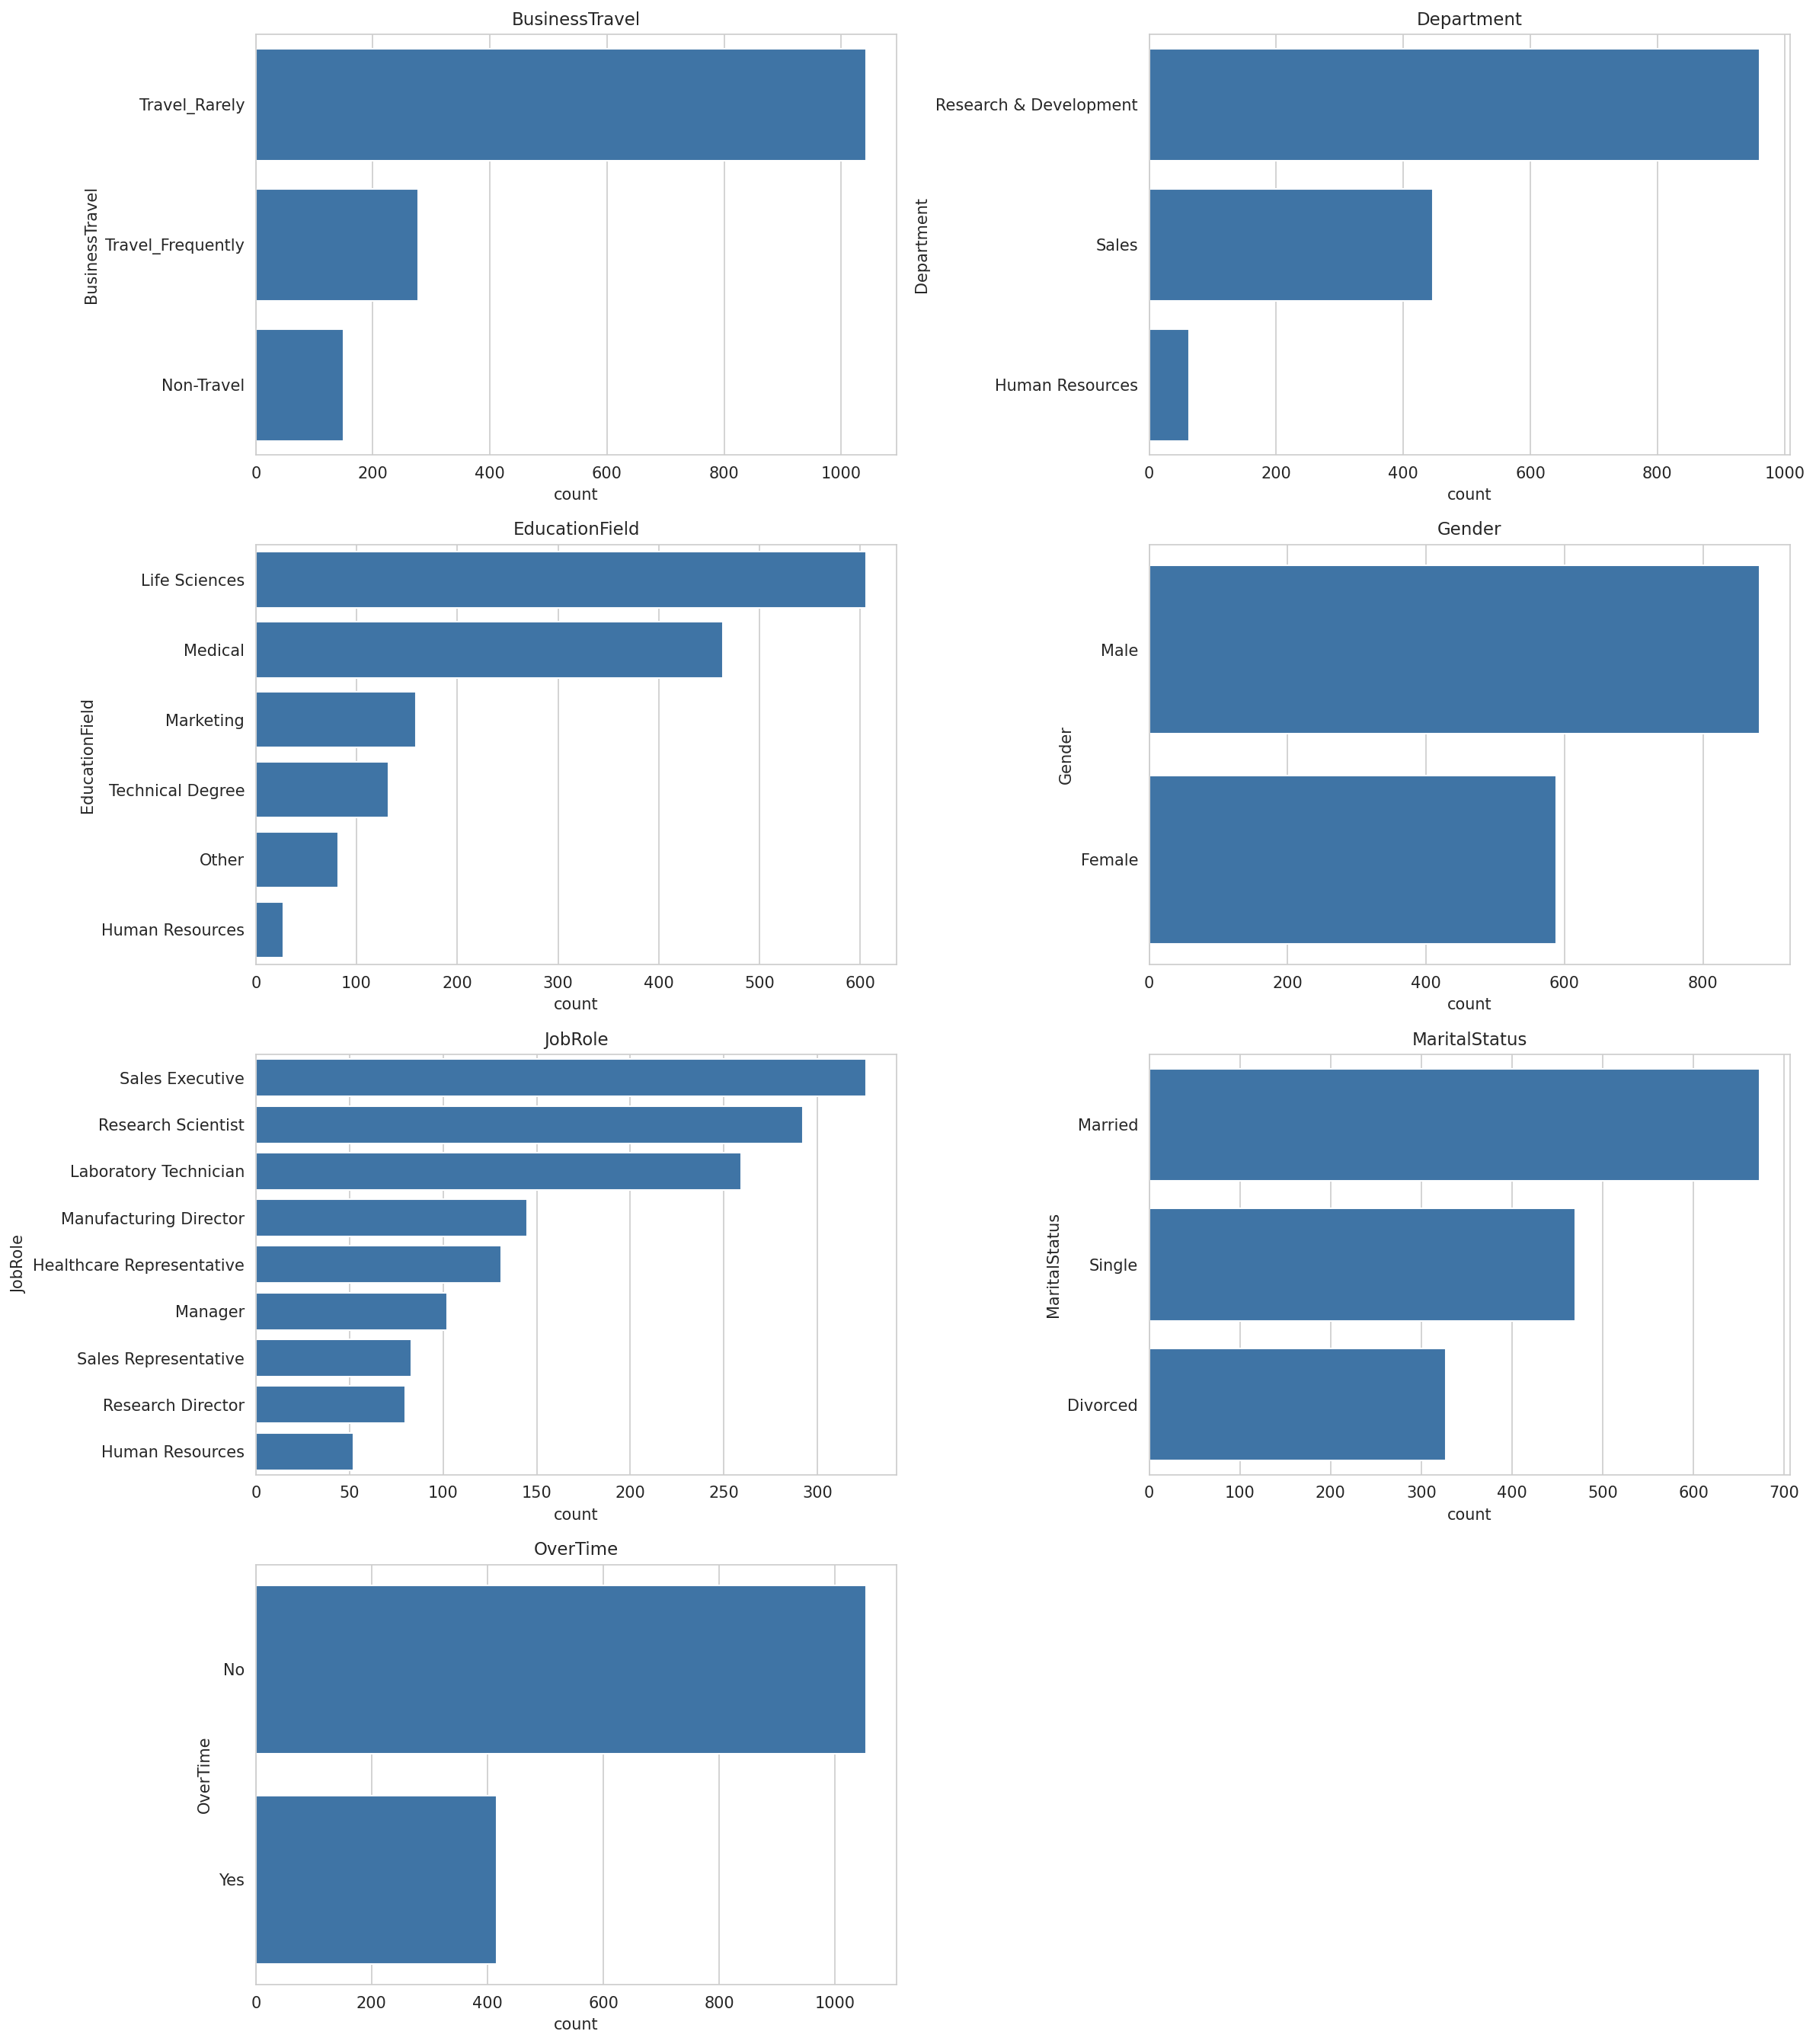 BusinessTravel
BusinessTravel
Travel_Rarely
Travel_Frequently
Non-Travel
0 200 400 600 800 1000
count
Department
Department
Research & Development
Sales
Human Resources
0 200 400 600 800 1000
count
EducationField
EducationField
Life Sciences
Medical
Marketing
Technical Degree
Other
Human Resources
0 100 200 300 400 500 600
count
Gender
Gender
Male
Female
0 200 400 600 800
count
JobRole
JobRole
Sales Executive
Research Scientist
Laboratory Technician
Manufacturing Director
Healthcare Representative
Manager
Sales Representative
Research Director
Human Resources
0 50 100 150 200 250 300
count
MaritalStatus
MaritalStatus
Married
Single
Divorced
0 100 200 300 400 500 600 700
count
OverTime
OverTime
No
Yes
0 200 400 600 800 1000
count